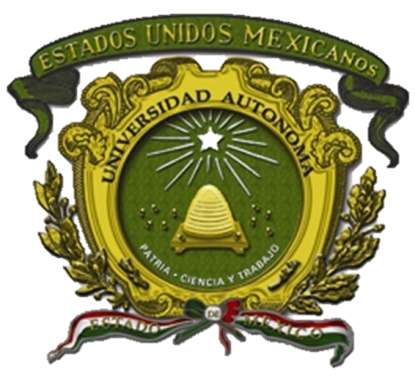 ESTADOS UNIDOS MEXICANOS
UNIVERSIDAD AUTONOMA
PATRIA • CIENCIA Y TRABAJO
ESTADO DE MEXICO